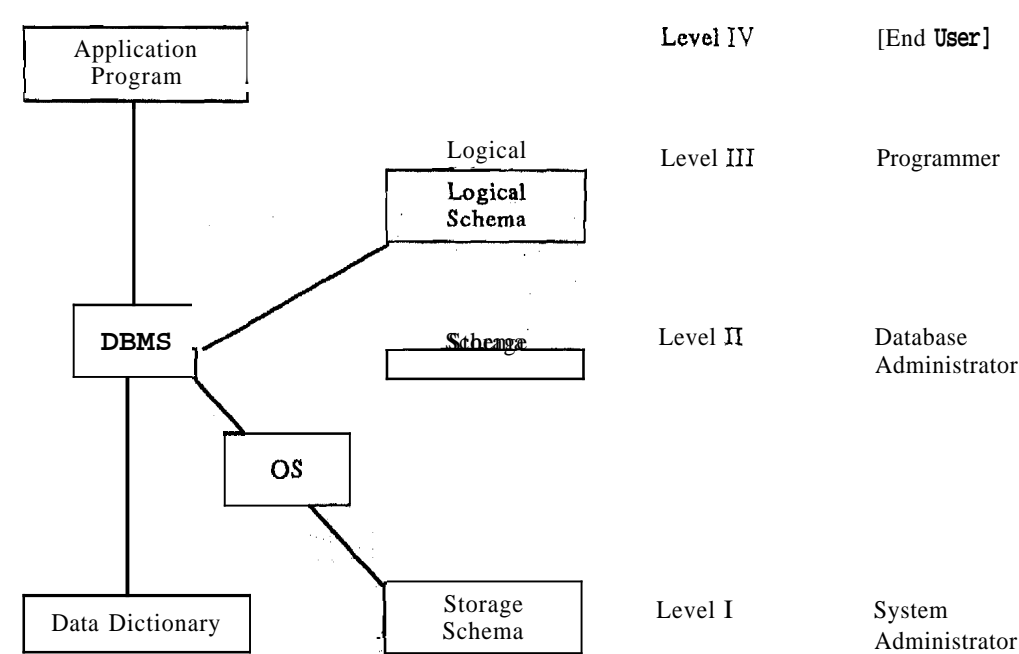 Application
Program
Level IV
[End User]
Logical
Level III
Programmer
Logical
Schema
DBMS
Level II
Database
Administrator
OS
Data Dictionary
Storage
Schema
Level I
System
Administrator